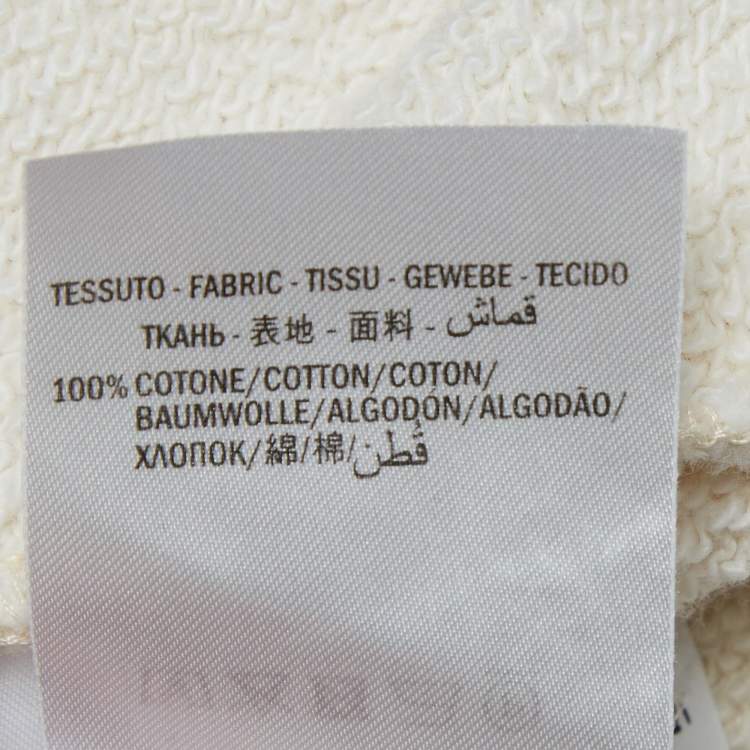 TESSUTO - FABRIC - TISSU - GEWEBE - TECIDO
ТКАНЬ - 表地 - 面料 - قماش
100% COTONE/COTTON/COTON/
BAUMWOLLE/ALGODÓN/ALGODÃO/
ХЛОПОК/綿/棉/قُطن